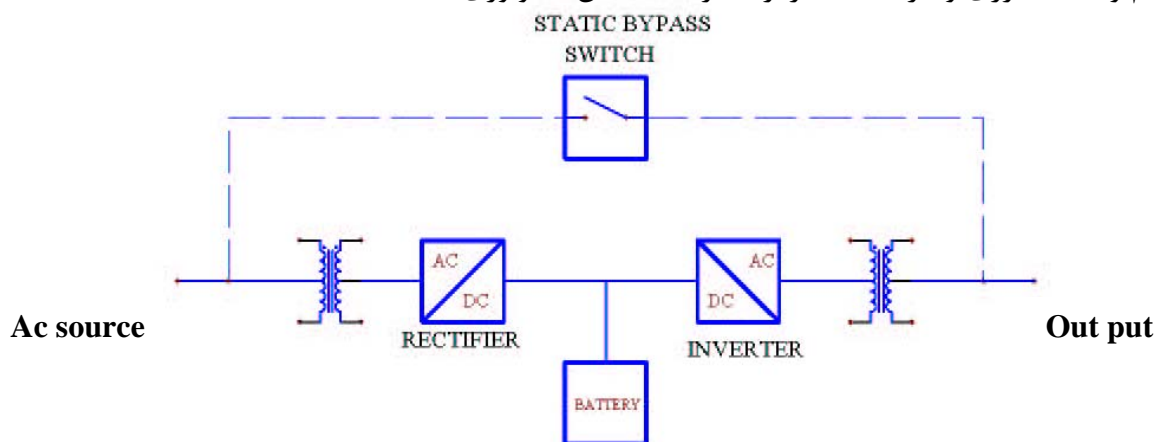 STATIC BYPASS
SWITCH
AC
DC
AC
DC
Ac source
RECTIFIER
INVERTER
Out put
BATTERY